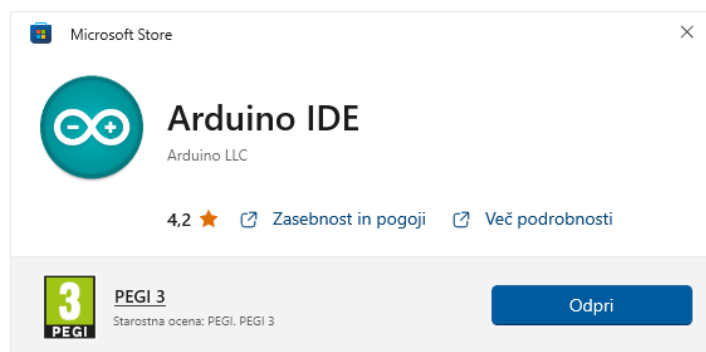 Microsoft Store
Arduino IDE
Arduino LLC
4,2 Zasebnost in pogoji Več podrobnosti
3
PEGI
PEGI 3
Starostna ocena: PEGI. PEGI 3
Odpri